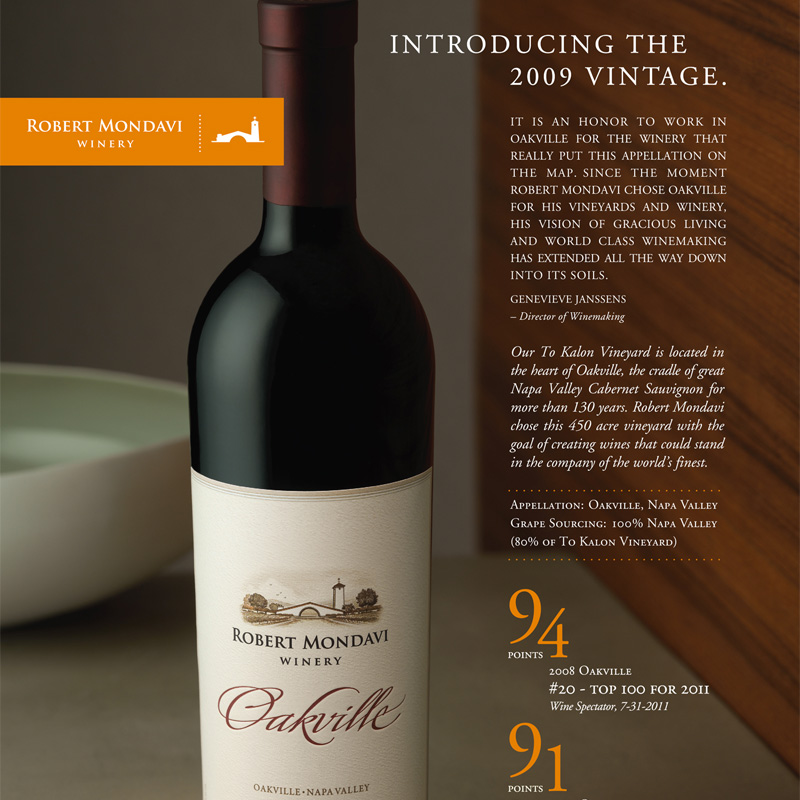 INTRODUCING THE
2009 VINTAGE.
ROBERT MONDAVI
WINERY
IT IS AN HONOR TO WORK IN
OAKVILLE FOR THE WINERY THAT
REALLY PUT THIS APPELLATION ON
THE MAP. SINCE THE MOMENT
ROBERT MONDAVI CHOSE OAKVILLE
FOR HIS VINEYARDS AND WINERY,
HIS VISION OF GRACIOUS LIVING
AND WORLD CLASS WINEMAKING
HAS EXTENDED ALL THE WAY DOWN
INTO ITS SOILS.
GENEVIEVE JANSSENS
– Director of Winemaking
Our To Kalon Vineyard is located in
the heart of Oakville, the cradle of great
Napa Valley Cabernet Sauvignon for
more than 130 years. Robert Mondavi
chose this 450 acre vineyard with the
goal of creating wines that could stand
in the company of the world's finest.
APPELLATION: OAKVILLE, NAPA VALLEY
GRAPE SOURCING: 100% NAPA VALLEY
(80% OF TO KALON VINEYARD)
94
POINTS
2008 OAKVILLE
#20 - TOP 100 FOR 2011
Wine Spectator, 7-31-2011
91
POINTS
ROBERT MONDAVI
WINERY
Oakville
OAKVILLE • NAPA VALLEY